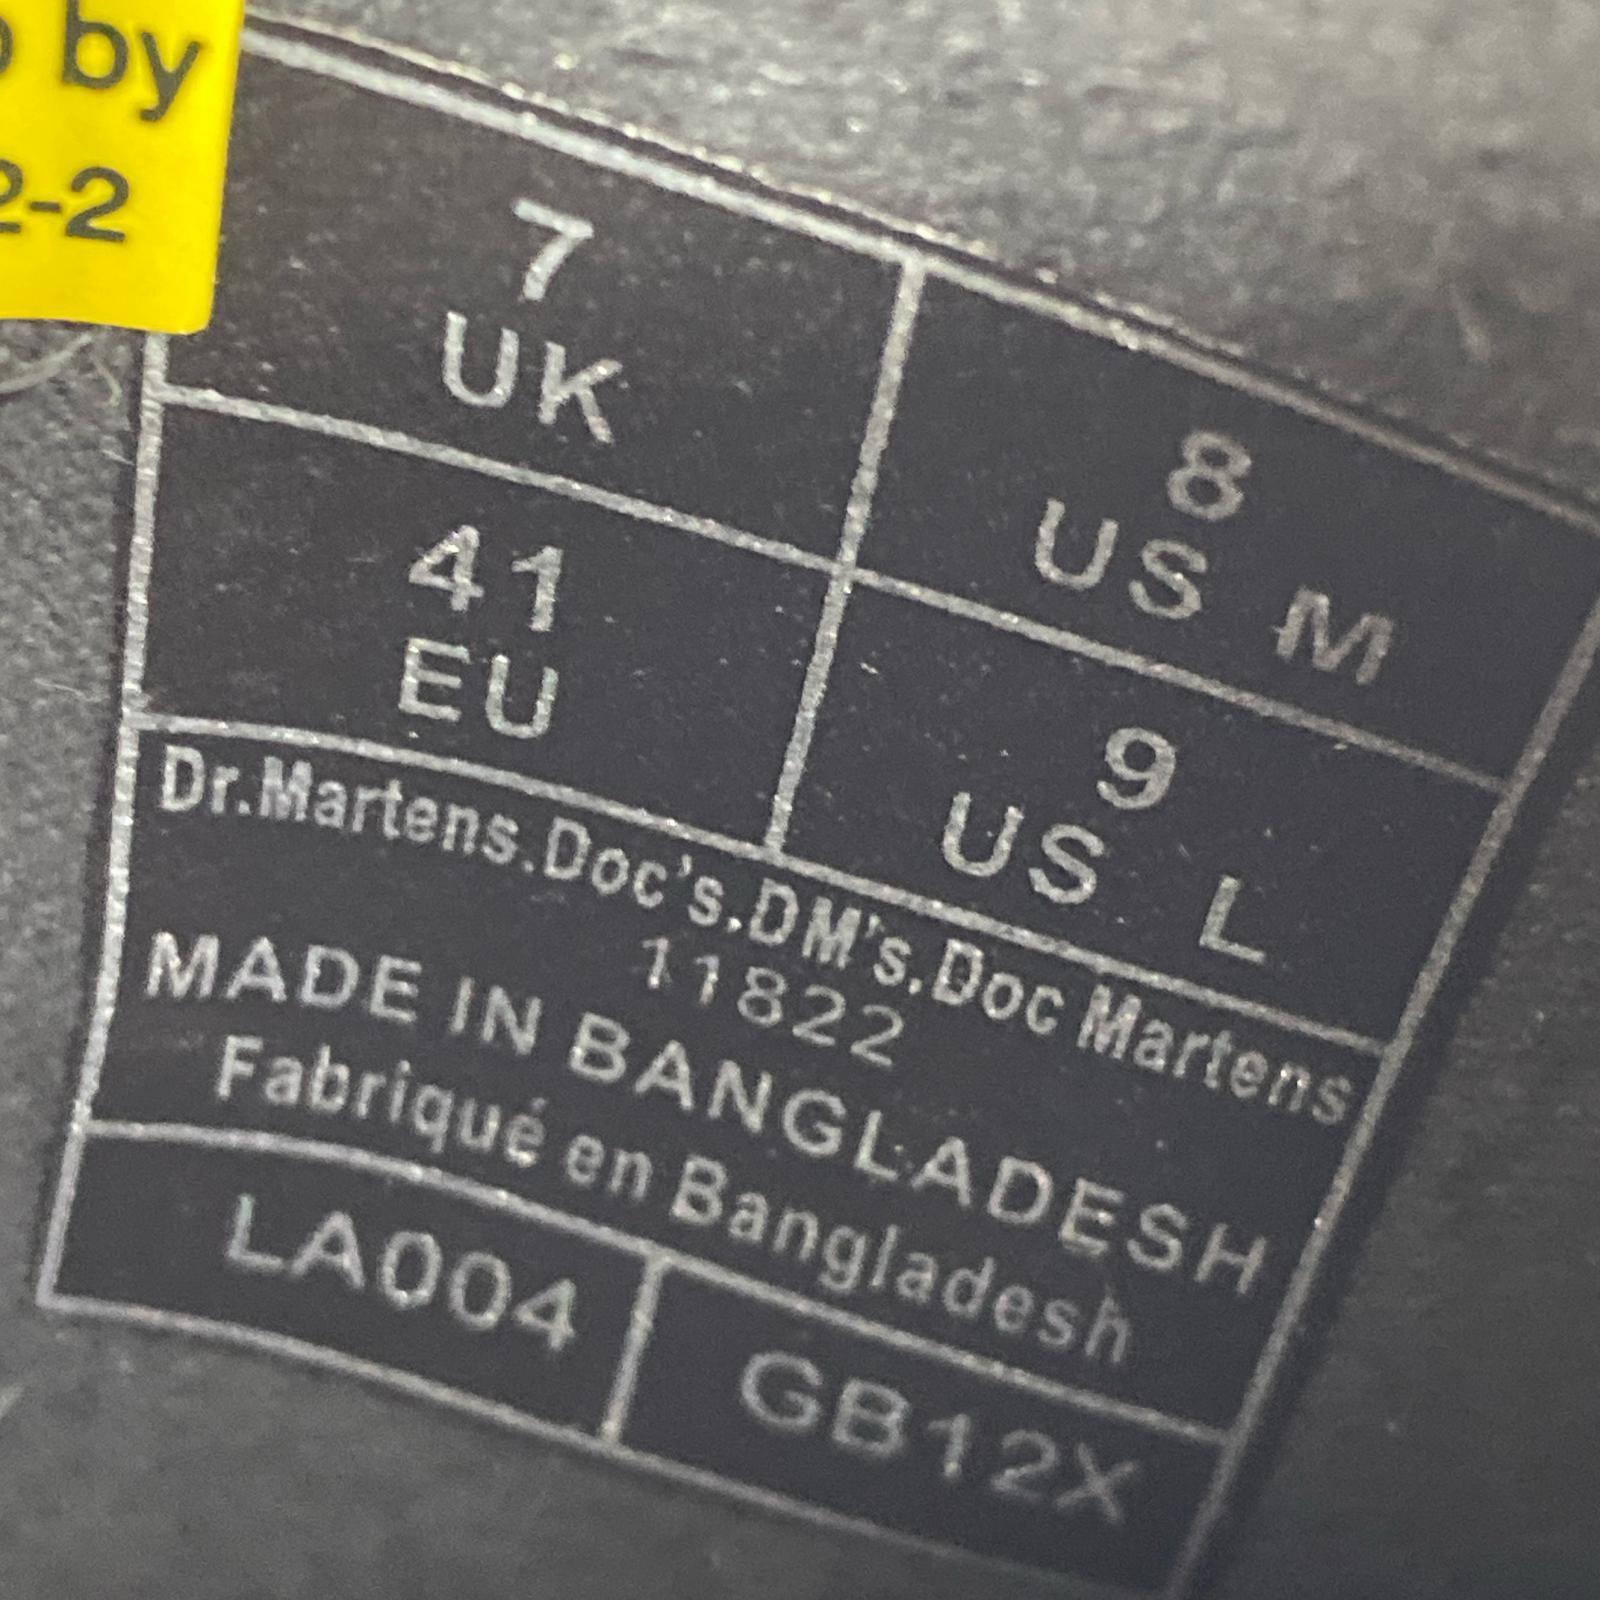 by
2-2
7
UK
8
US M
41
EU
9
US L
Dr.Martens.Doc's.DM's.Doc Martens
11822
MADE IN BANGLADESH
Fabriqué en Bangladesh
LA004
GB12X